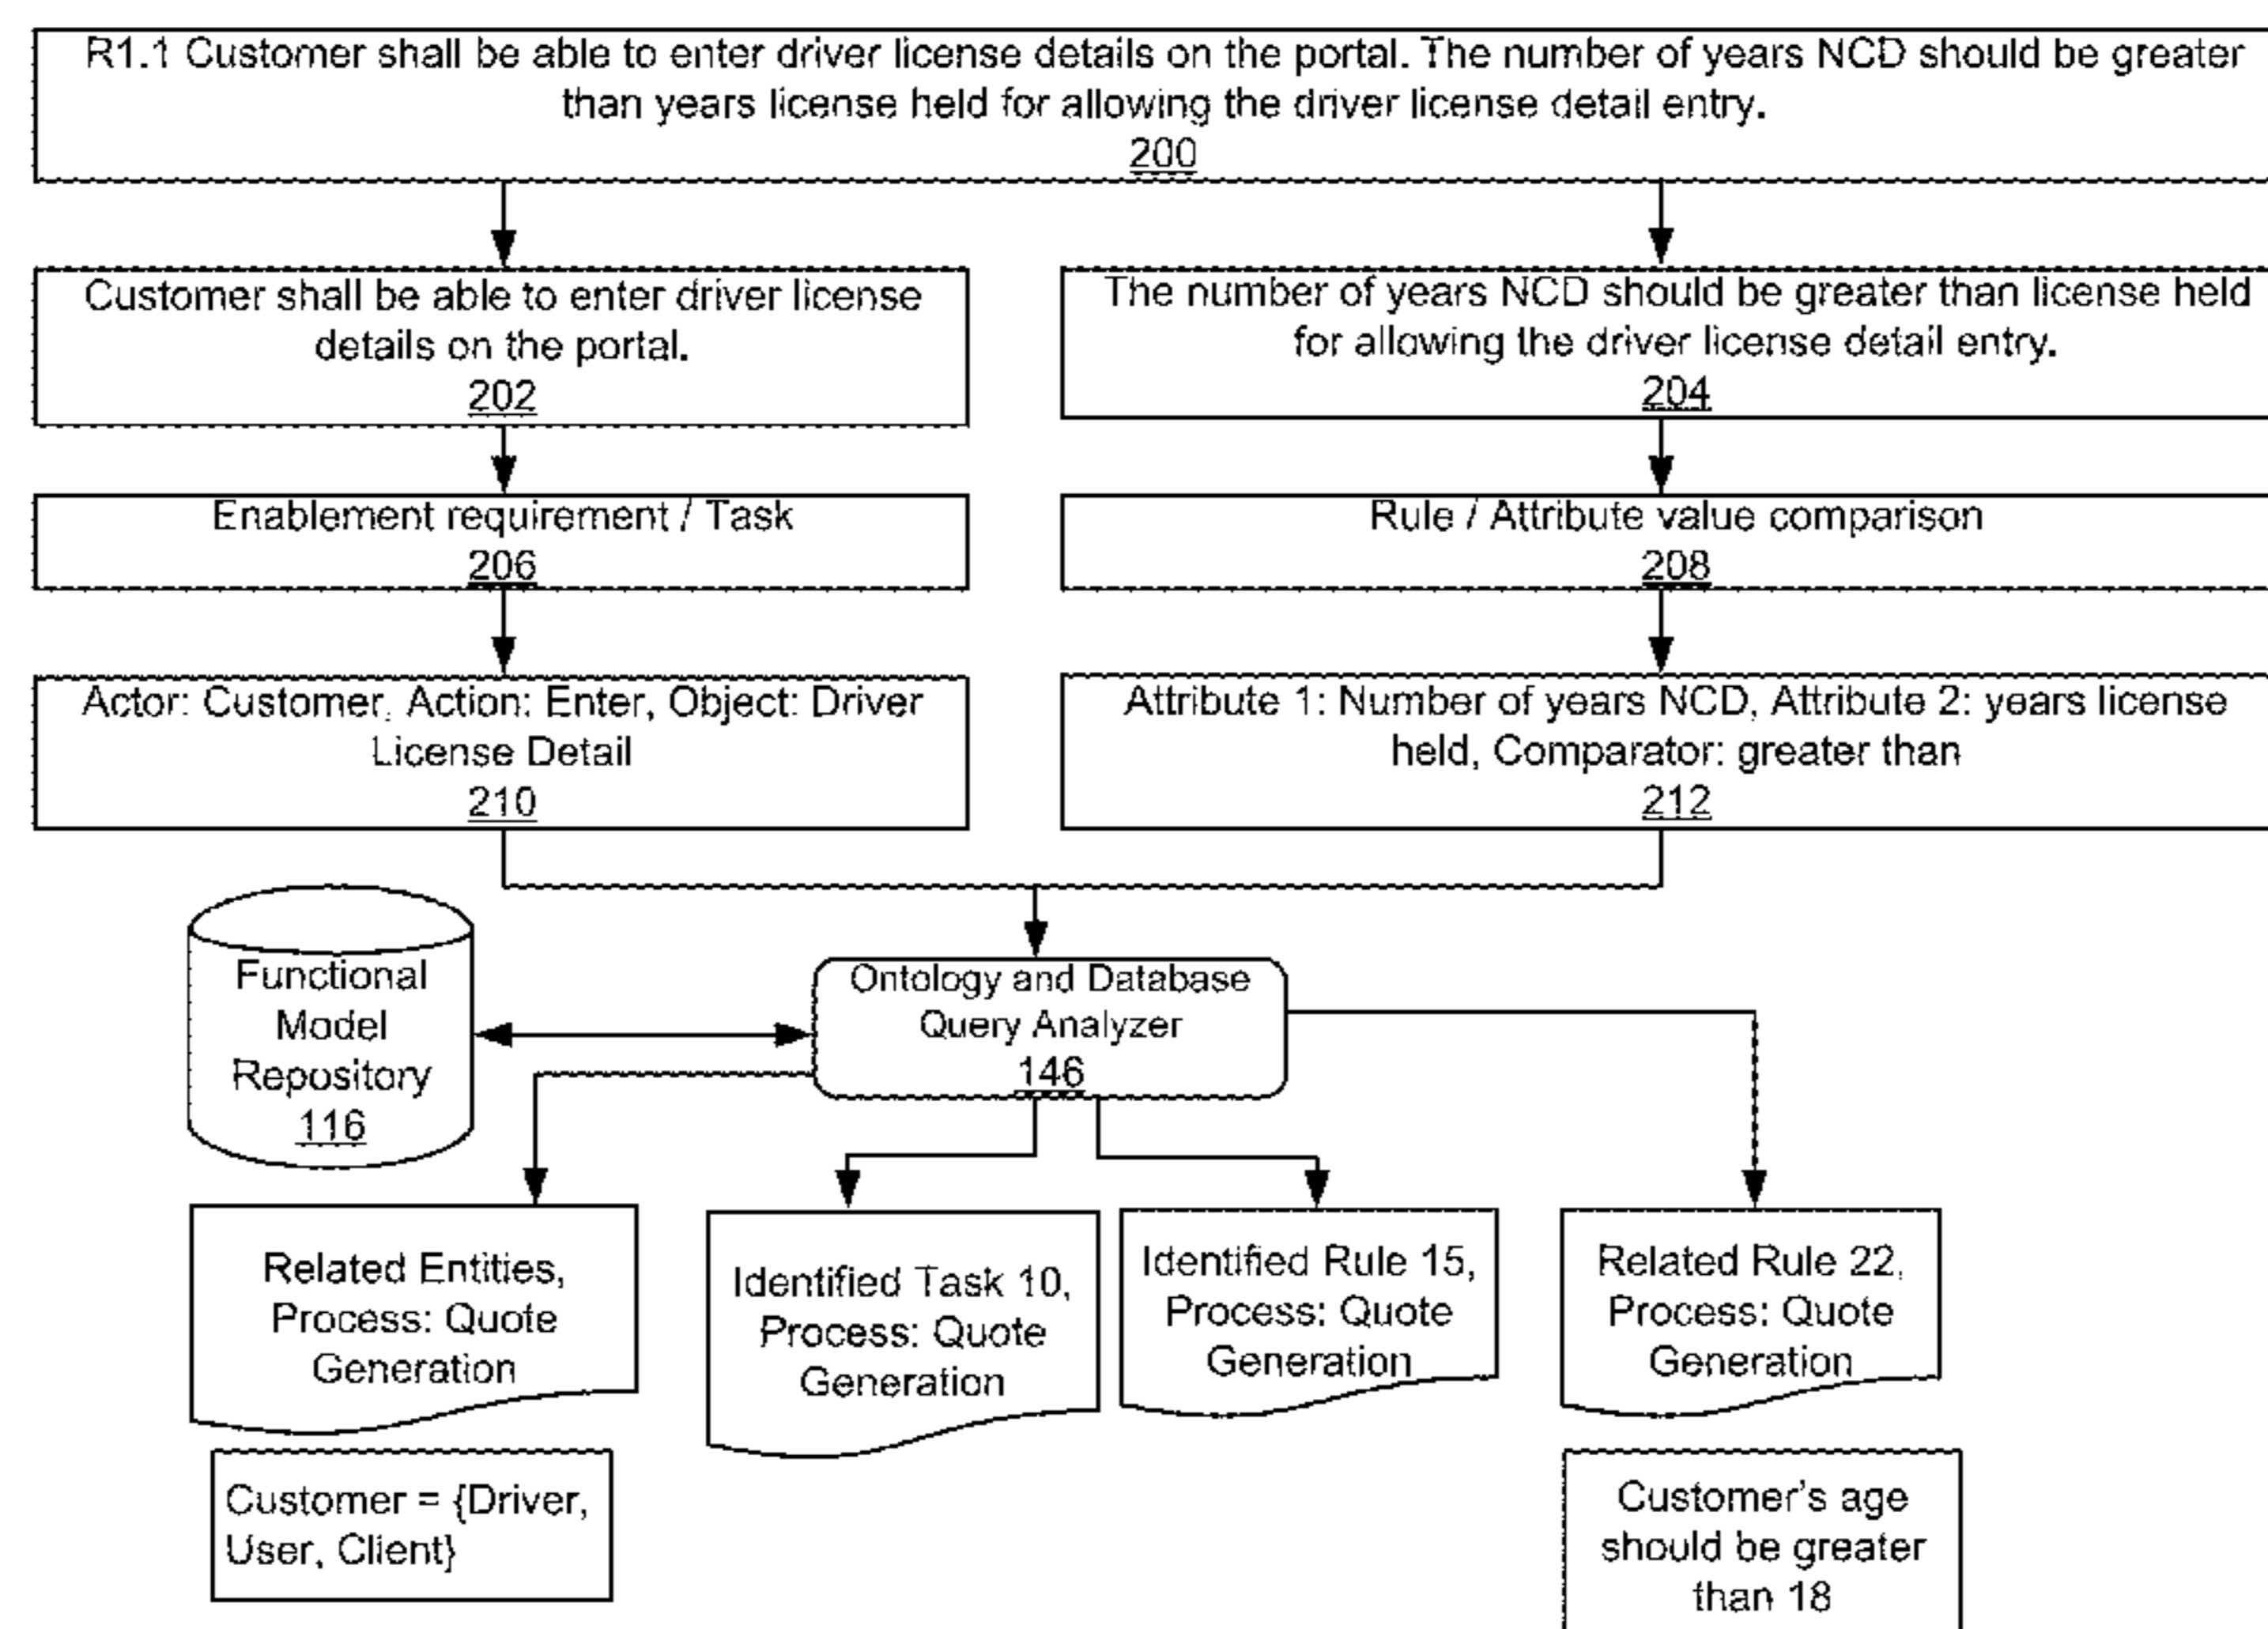 R1.1 Customer shall be able to enter driver license details on the portal. The number of years NCD should be greater
than years license held for allowing the driver license detail entry.
200
Customer shall be able to enter driver license
details on the portal.
202
The number of years NCD should be greater than license held
for allowing the driver license detail entry.
204
Enablement requirement / Task
206
Rule / Attribute value comparison
208
Actor: Customer, Action: Enter, Object: Driver
License Detail
210
Attribute 1: Number of years NCD, Attribute 2: years license
held, Comparator: greater than
212
Functional
Model
Repository
116
Ontology and Database
Query Analyzer
146
Related Entities,
Process: Quote
Generation
Identified Task 10,
Process: Quote
Generation
Identified Rule 15,
Process: Quote
Generation
Related Rule 22,
Process: Quote
Generation
Customer = {Driver,
User, Client}
Customer's age
should be greater
than 18